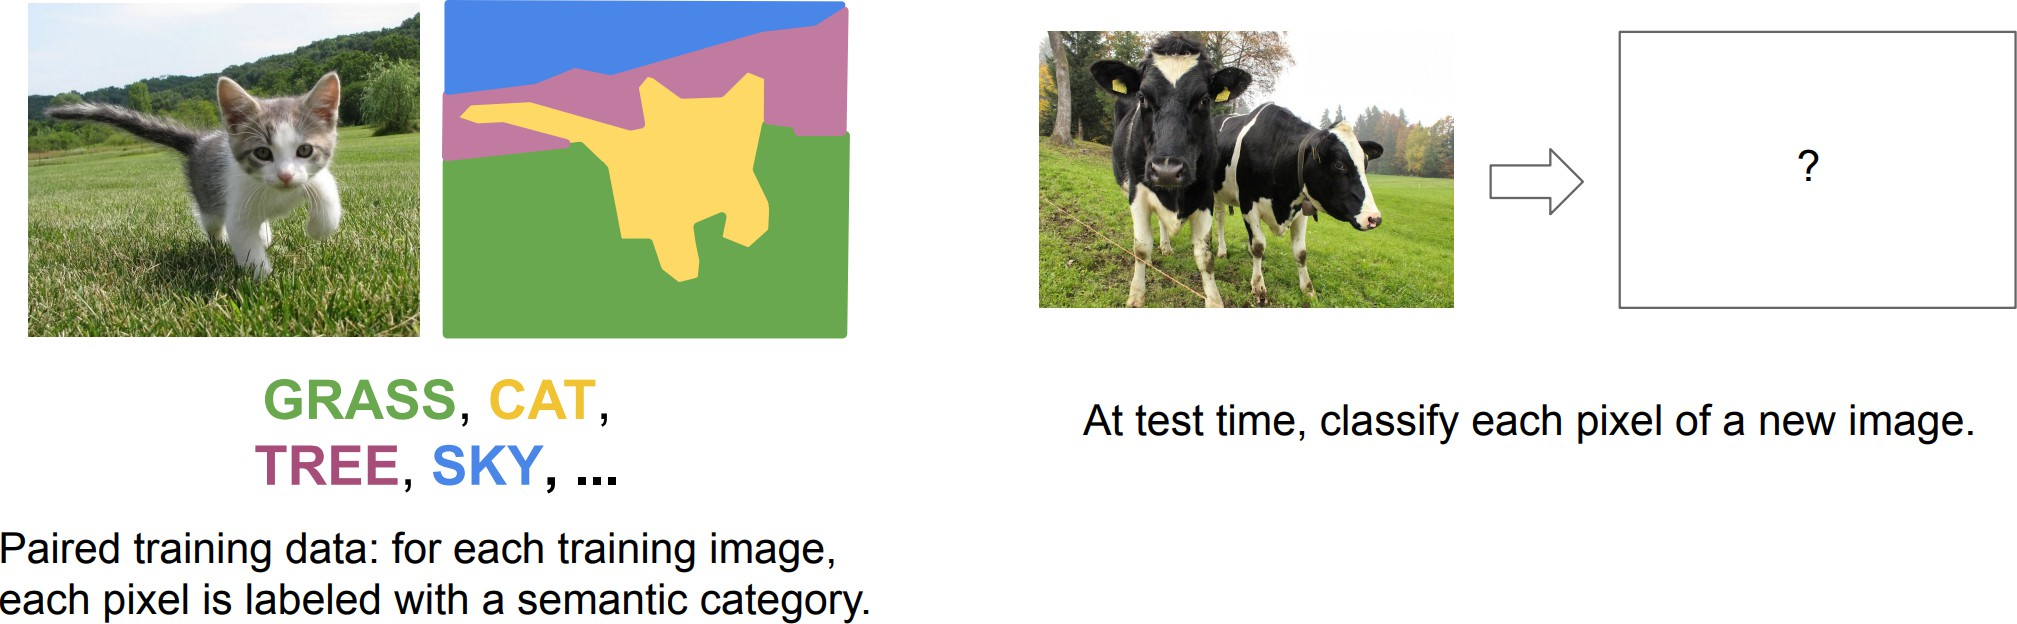 GRASS, CAT,
TREE, SKY, ...
Paired training data: for each training image,
each pixel is labeled with a semantic category.
?
At test time, classify each pixel of a new image.